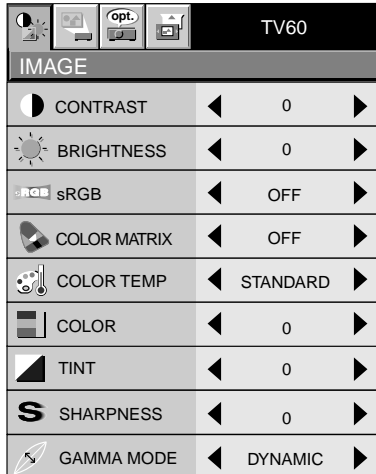 opt.
TV60
IMAGE
CONTRAST 0
BRIGHTNESS 0
sRGB sRGB OFF
COLOR MATRIX OFF
COLOR TEMP STANDARD
COLOR 0
TINT 0
S SHARPNESS 0
GAMMA MODE DYNAMIC